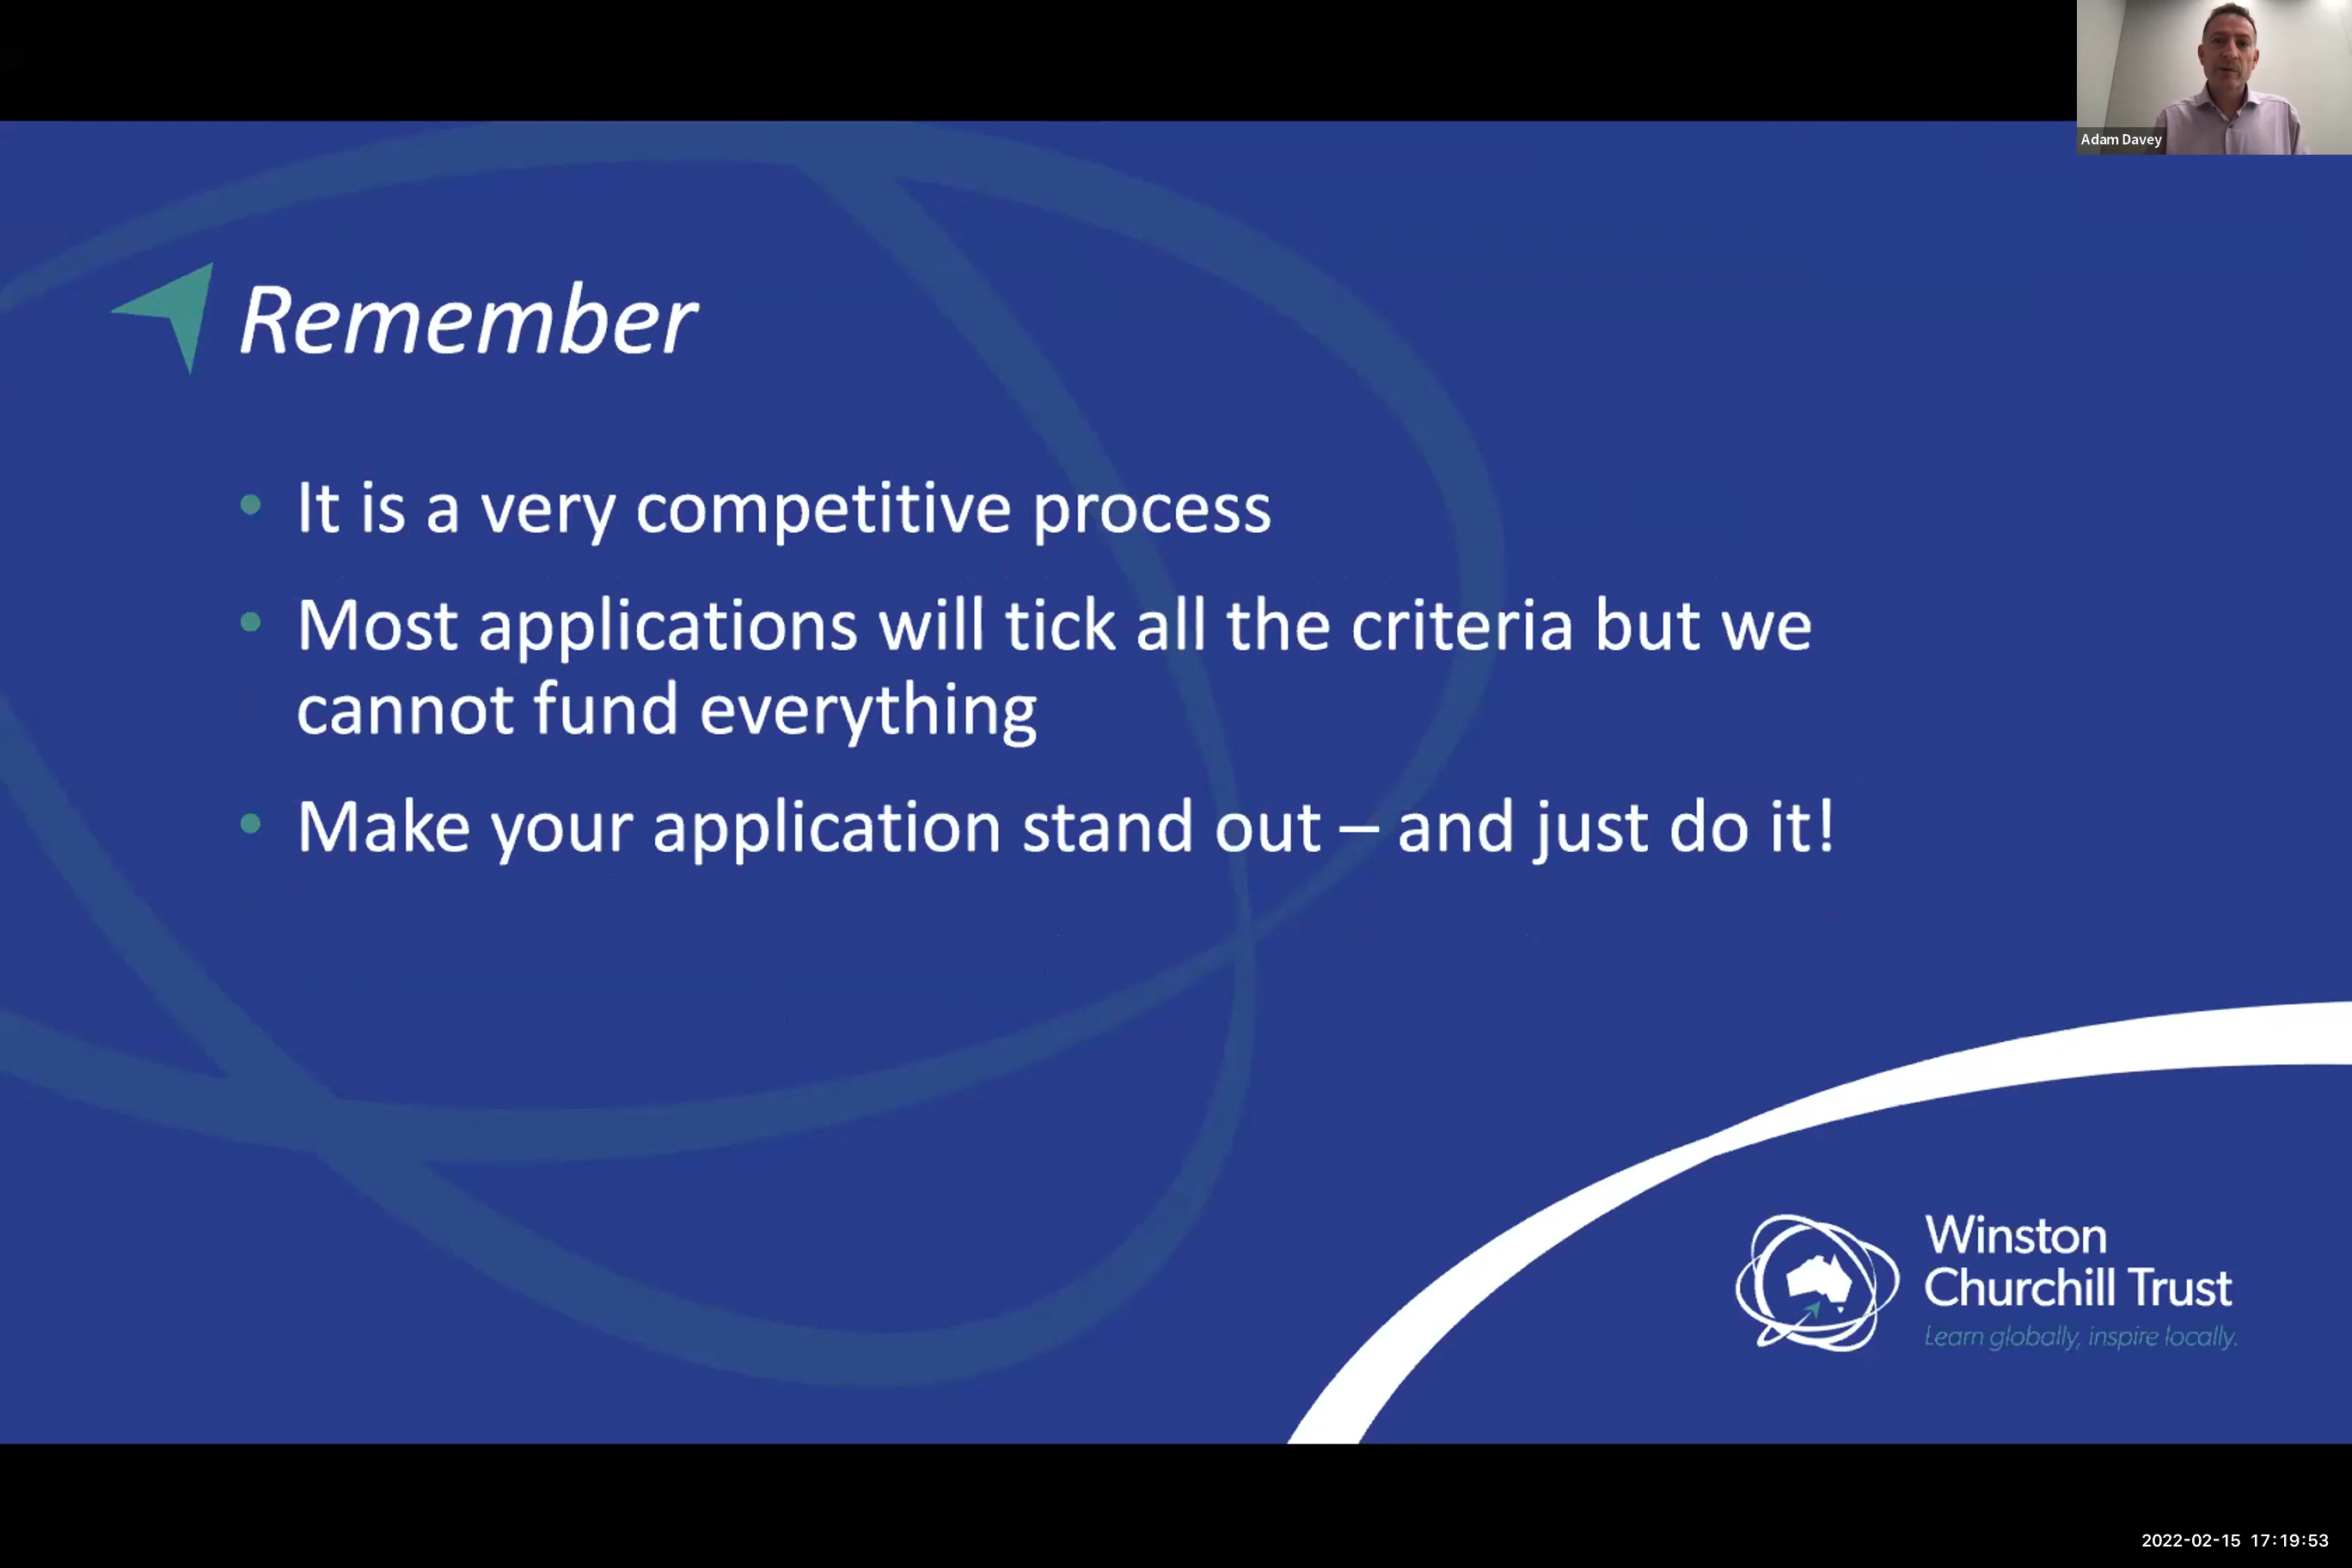 Adam Davey
Remember
• It is a very competitive process
• Most applications will tick all the criteria but we
cannot fund everything
• Make your application stand out – and just do it!
Winston
Churchill Trust
Learn globally, inspire locally.
2022-02-15 17:19:53